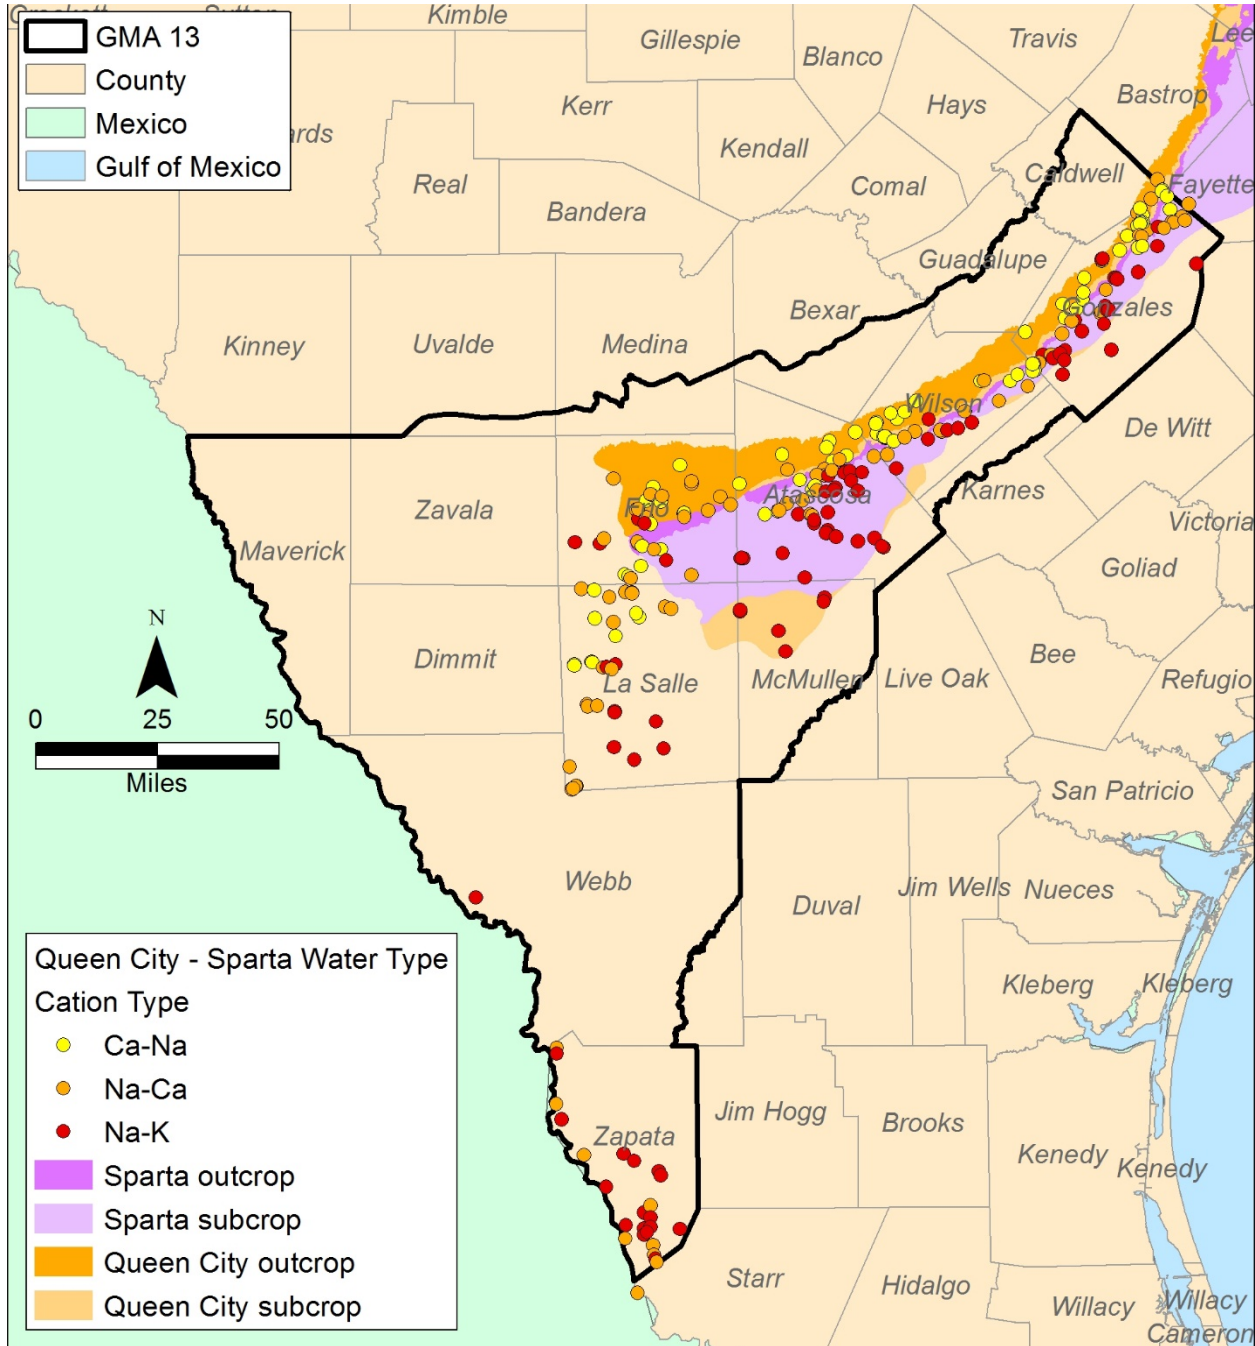 GMA 13
County
Mexico
Gulf of Mexico
Kimble
Gillespie
Travis
Lee
Blanco
Bastrop
Kerr
Hays
ards
Kendall
Caldwell
Real
Comal
Fayette
Bandera
Guadalupe
Bexar
Gonzales
Kinney
Uvalde
Medina
Wilson
De Witt
Zavala
Frio
Atascosa
Karnes
Victoria
Maverick
Goliad
N
Dimmit
La Salle
McMullen
Live Oak
Bee
Refugio
0 25 50
Miles
San Patricio
Webb
Duval
Jim Wells
Nueces
Kleberg
Kleberg
Queen City - Sparta Water Type
Cation Type
Ca-Na
Na-Ca
Na-K
Sparta outcrop
Sparta subcrop
Queen City outcrop
Queen City subcrop
Zapata
Jim Hogg
Brooks
Kenedy
Kenedy
Starr
Hidalgo
Willacy
Willacy
Cameron